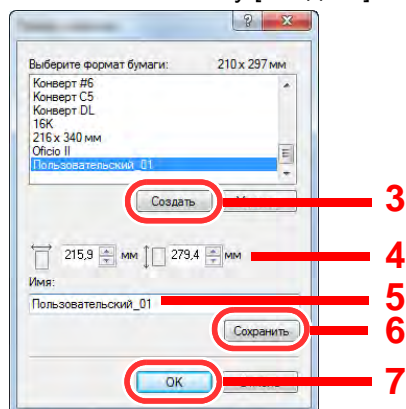 Выберите формат бумаги: 210 x 297 мм
Конверт #6
Конверт C5
Конверт DL
16K
216 x 340 мм
Oficio II
Пользовательский_01
Создать
3
215,9 мм 279,4 мм
4
Имя:
Пользовательский_01
5
Сохранить
6
OK
7